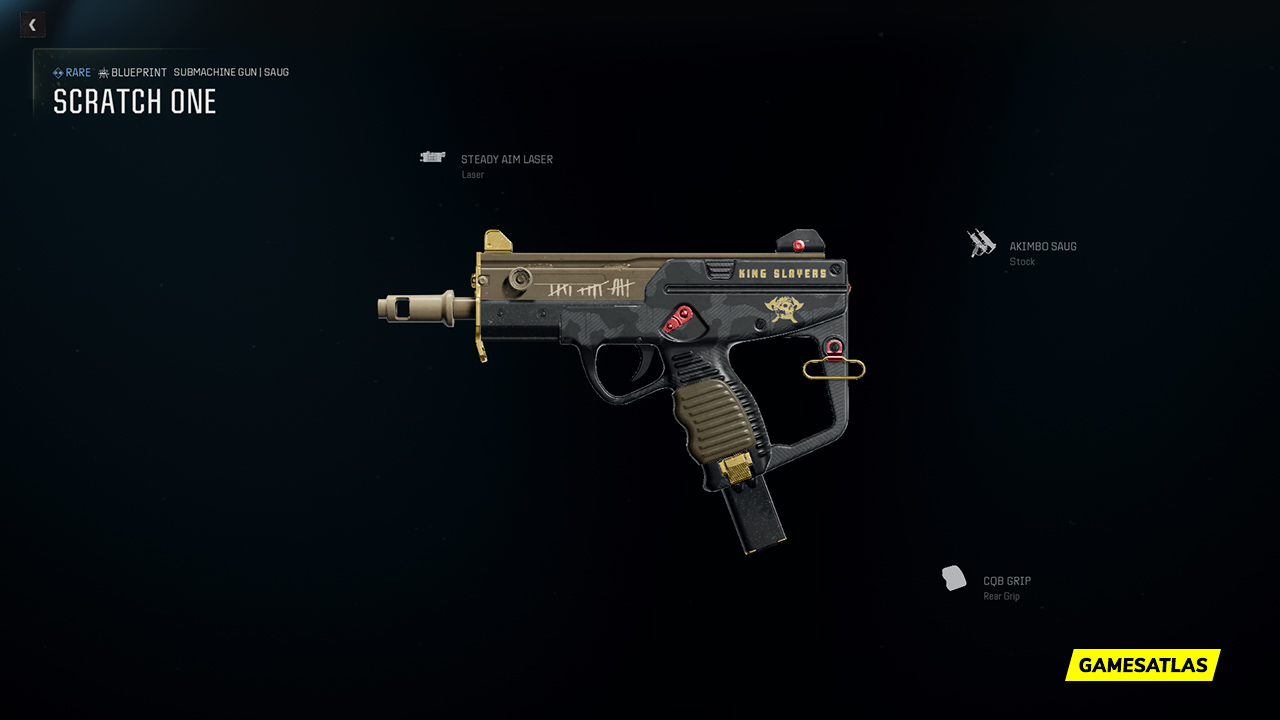 RARE BLUEPRINT SUBMACHINE GUN | SAUG
SCRATCH ONE
STEADY AIM LASER
Laser
KING SLAYERS
AKIMBO SAUG
Stock
CQB GRIP
Rear Grip
GAMESATLAS